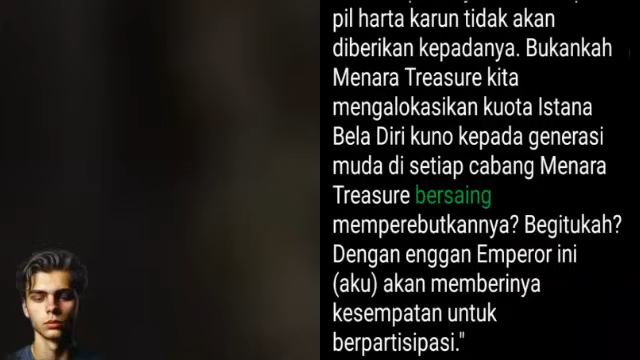 pil harta karun tidak akan
diberikan kepadanya. Bukankah
Menara Treasure kita
mengalokasikan kuota Istana
Bela Diri kuno kepada generasi
muda di setiap cabang Menara
Treasure bersaing
memperebutkannya? Begitukah?
Dengan enggan Emperor ini
(aku) akan memberinya
kesempatan untuk
berpartisipasi."